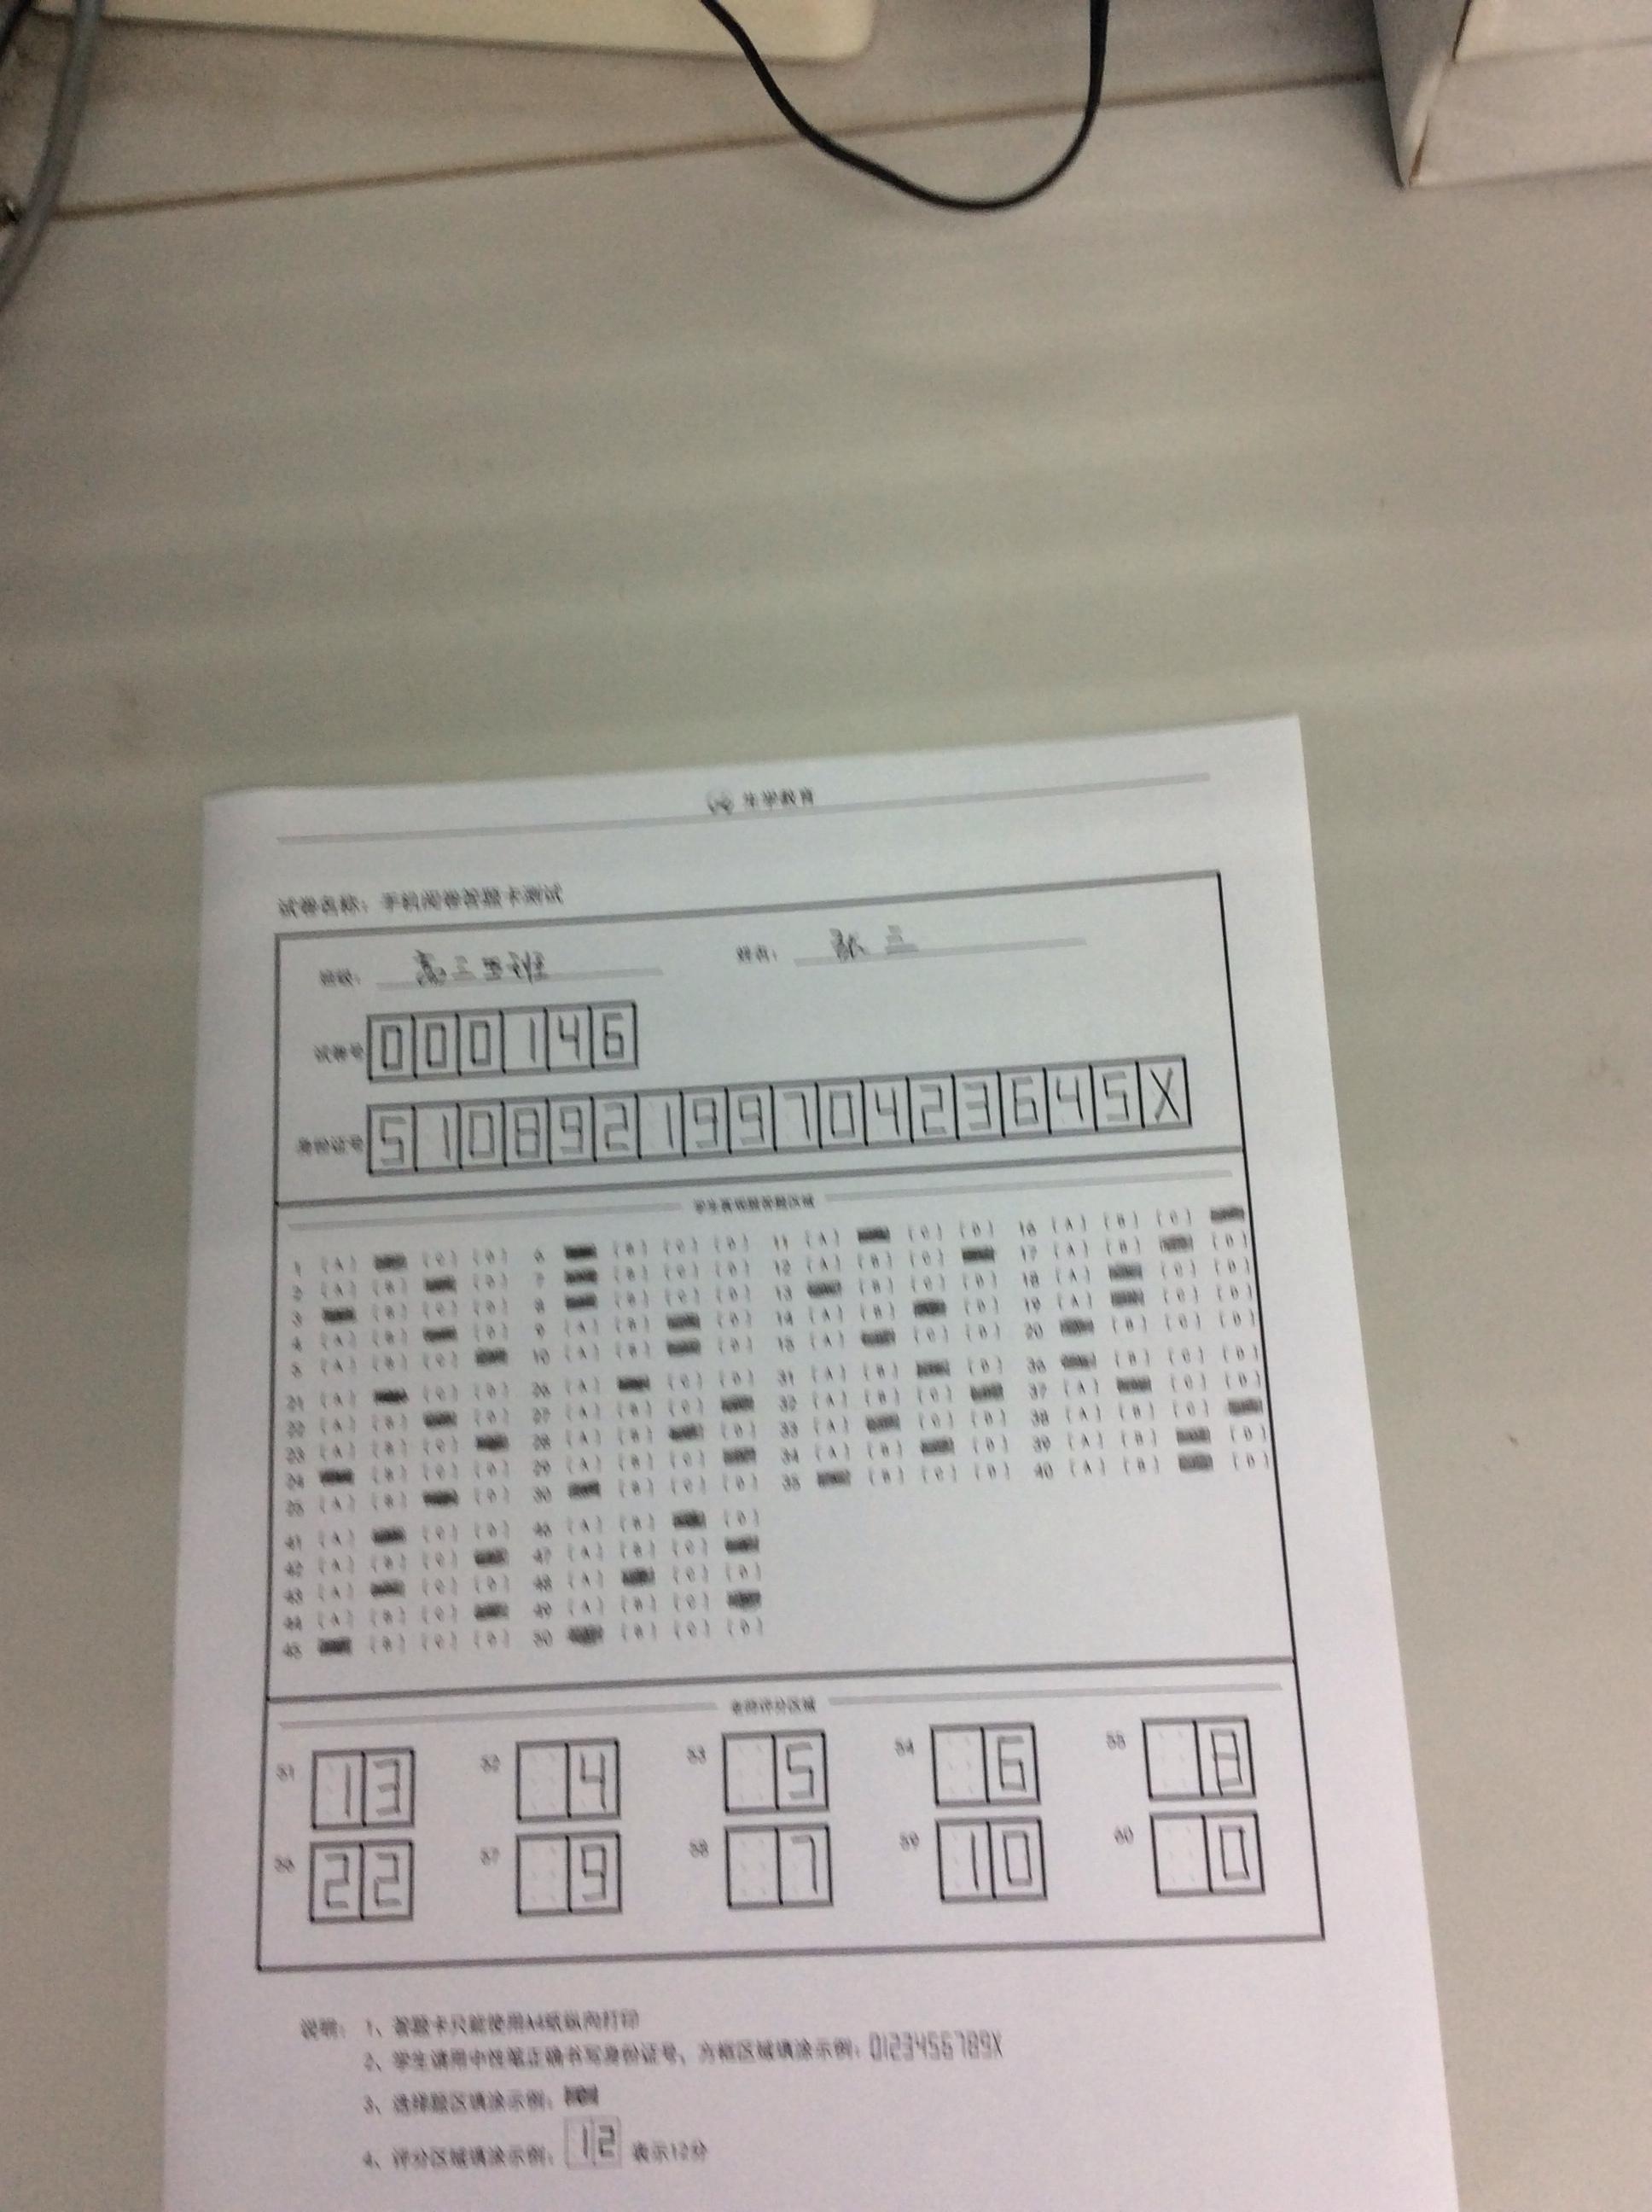 生学教育
试卷名称：手机阅卷答题卡测试
班级： 高三五班 姓名： 张三
试卷号 000146
身份证号 51089219970423645X
学生客观题答题区域
1 [A] [C] [D] 6 [B] [C] [D] 11 [A] [C] [D] 16 [A] [B] [C]
2 [A] [B] [D] 7 [B] [C] [D] 12 [A] [B] [C] 17 [A] [B] [D]
3 [B] [C] [D] 8 [B] [C] [D] 13 [B] [C] [D] 18 [A] [C] [D]
4 [A] [B] [D] 9 [A] [B] [D] 14 [A] [B] [D] 19 [A] [C] [D]
5 [A] [B] [C] 10 [A] [B] [D] 15 [A] [C] [D] 20 [B] [C] [D]
21 [A] [C] [D] 26 [A] [C] [D] 31 [A] [B] [D] 36 [B] [C] [D]
22 [A] [B] [D] 27 [A] [B] [C] 32 [A] [B] [C] 37 [A] [C] [D]
23 [A] [B] [C] 28 [A] [B] [D] 33 [A] [C] [D] 38 [A] [B] [C]
24 [B] [C] [D] 29 [A] [B] [C] 34 [A] [B] [D] 39 [A] [B] [D]
25 [A] [B] [D] 30 [B] [C] [D] 35 [B] [C] [D] 40 [A] [B] [D]
41 [A] [C] [D] 46 [A] [B] [D]
42 [A] [B] [C] 47 [A] [B] [C]
43 [A] [C] [D] 48 [A] [C] [D]
44 [A] [B] [C] 49 [A] [B] [C]
45 [B] [C] [D] 50 [B] [C] [D]
老师评分区域
51 13 52 4 53 5 54 6 55 8
56 22 57 9 58 7 59 10 60 0
说明： 1、答题卡只能使用A4纸纵向打印
2、学生请用中性笔正确书写身份证号，方框区域填涂示例：0123456789X
3、选择题区填涂示例：
4、评分区域填涂示例： 12 表示12分